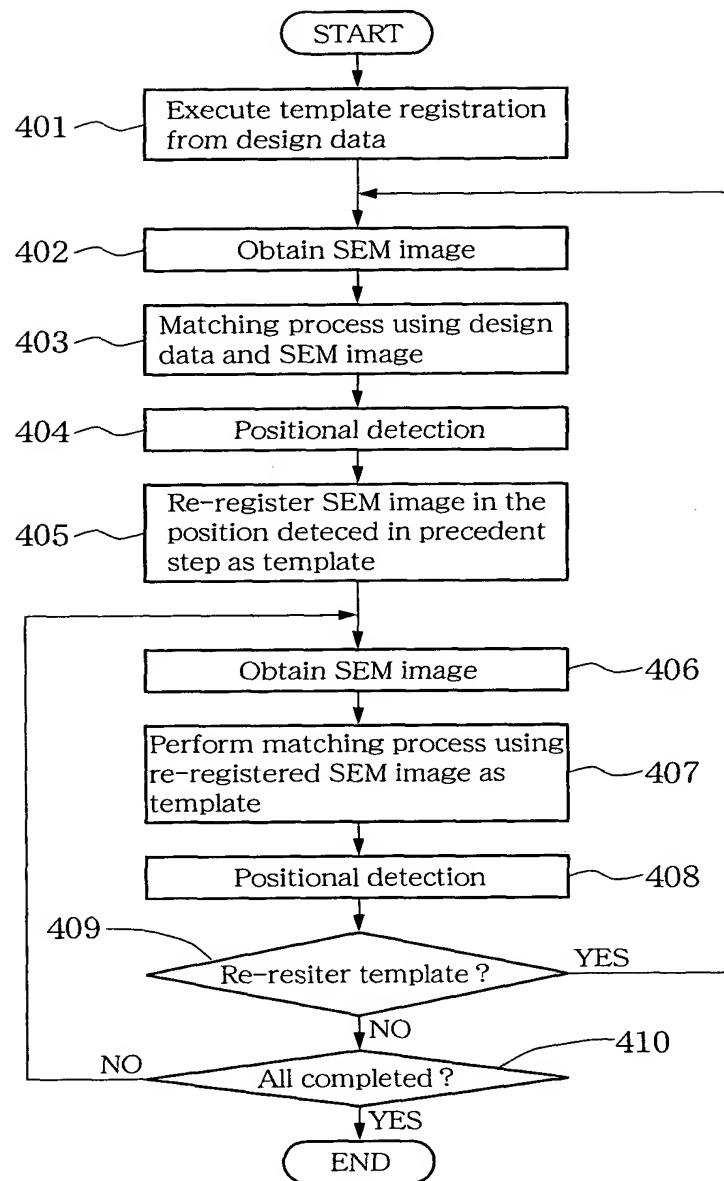 START
401
Execute template registration
from design data
402
Obtain SEM image
403
Matching process using design
data and SEM image
404
Positional detection
405
Re-register SEM image in the
position deteced in precedent
step as template
Obtain SEM image
406
Perform matching process using
re-registered SEM image as
template
407
Positional detection
408
409
Re-resiter template ?
YES
NO
410
NO
All completed ?
YES
END